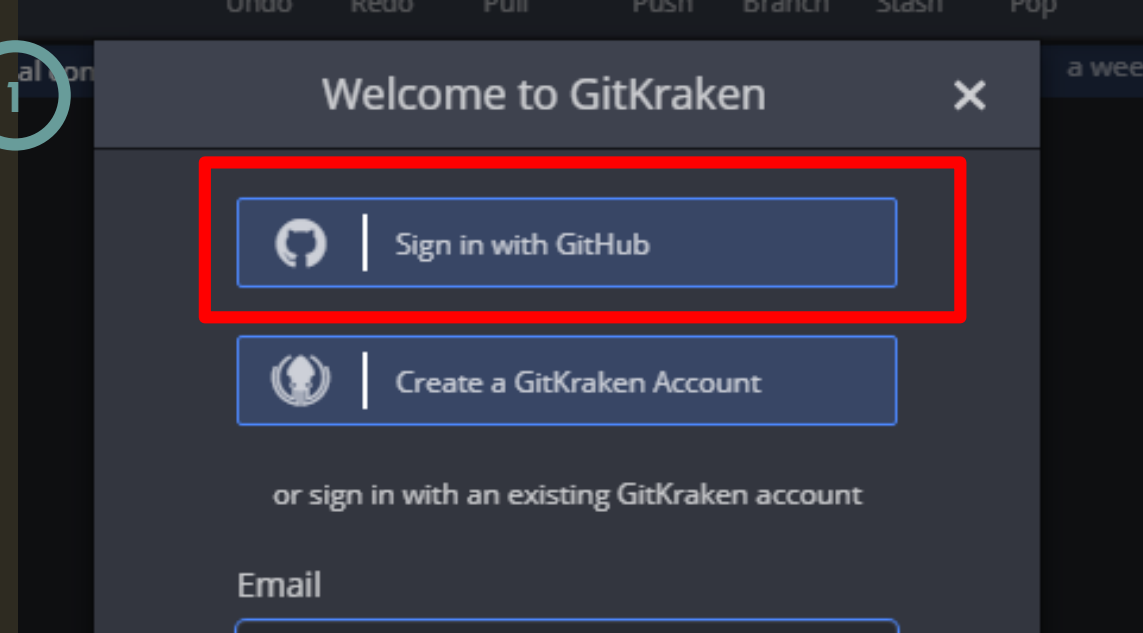 Undo Redo Pull Push Branch Stash Pop
1
a wee
Welcome to GitKraken
Sign in with GitHub
Create a GitKraken Account
or sign in with an existing GitKraken account
Email